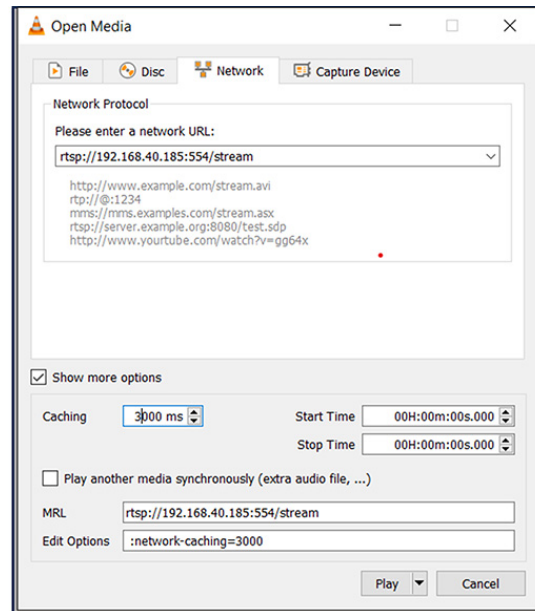 Open Media
File Disc Network Capture Device
Network Protocol
Please enter a network URL:
rtsp://192.168.40.185:554/stream
http://www.example.com/stream.avi
rtp://@:1234
mms://mms.examples.com/stream.asx
rtsp://server.example.org:8080/test.sdp
http://www.yourtube.com/watch?v=gg64x
Show more options
Caching 3000 ms Start Time 00H:00m:00s.000
Stop Time 00H:00m:00s.000
Play another media synchronously (extra audio file, ...)
MRL rtsp://192.168.40.185:554/stream
Edit Options :network-caching=3000
Play Cancel